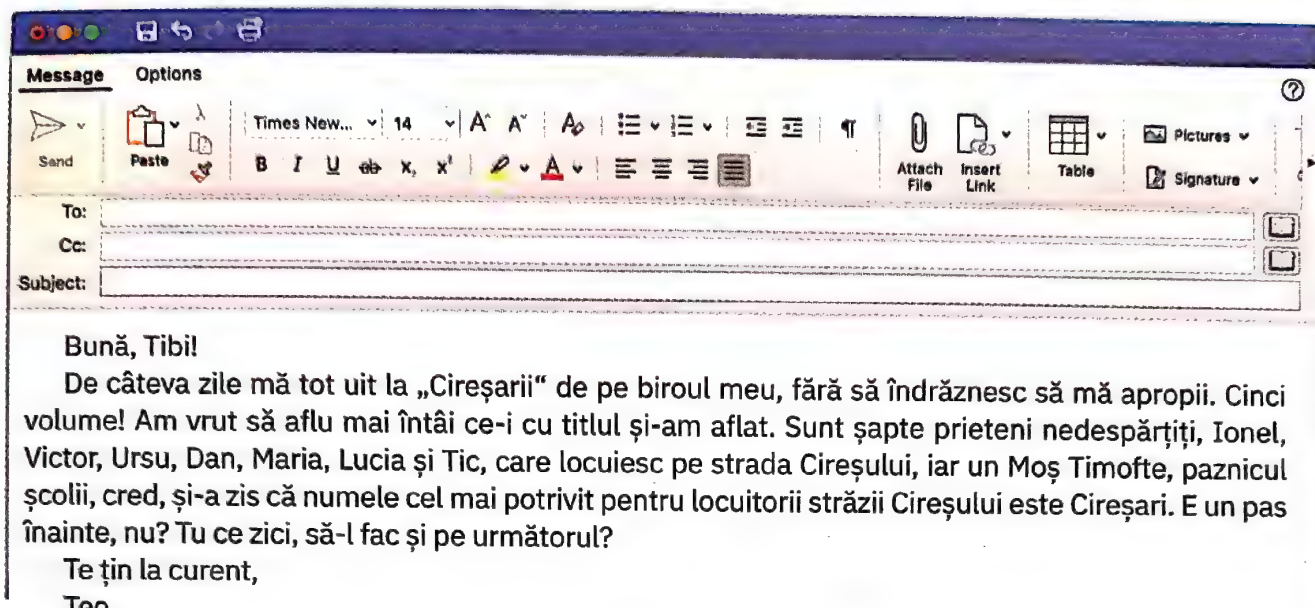 Message Options
Times New... 14
Send Paste B I U ab X, x² A Attach File Insert Link Table Pictures Signature
To:
Cc:
Subject:
Bună, Tibi!
De câteva zile mă tot uit la „Cireșarii“ de pe biroul meu, fără să îndrăznesc să mă apropii. Cinci
volume! Am vrut să aflu mai întâi ce-i cu titlul și-am aflat. Sunt șapte prieteni nedespărțiți, Ionel,
Victor, Ursu, Dan, Maria, Lucia și Tic, care locuiesc pe strada Cireșului, iar un Moș Timofte, paznicul
școlii, cred, și-a zis că numele cel mai potrivit pentru locuitorii străzii Cireșului este Cireșari. E un pas
înainte, nu? Tu ce zici, să-l fac și pe următorul?
Te țin la curent,